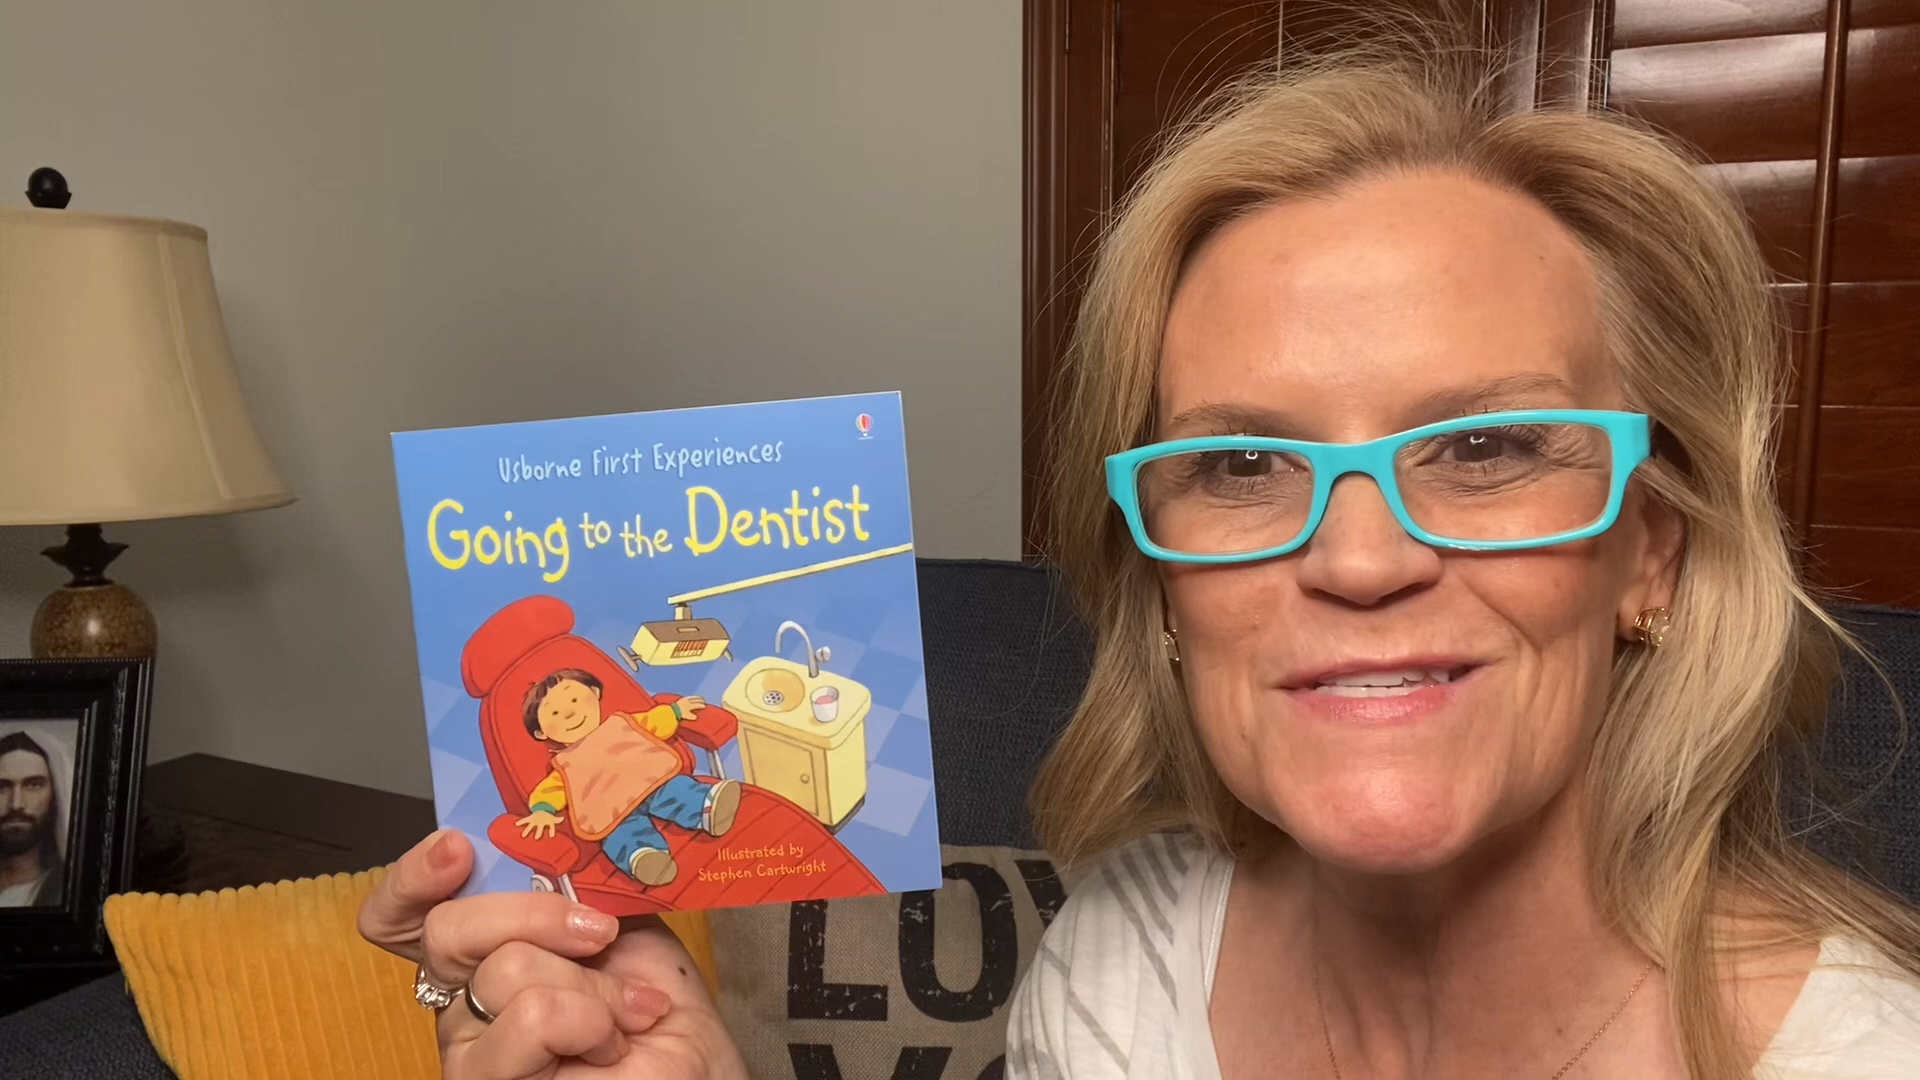 Usborne First Experiences
Going to the Dentist
Illustrated by
Stephen Cartwright